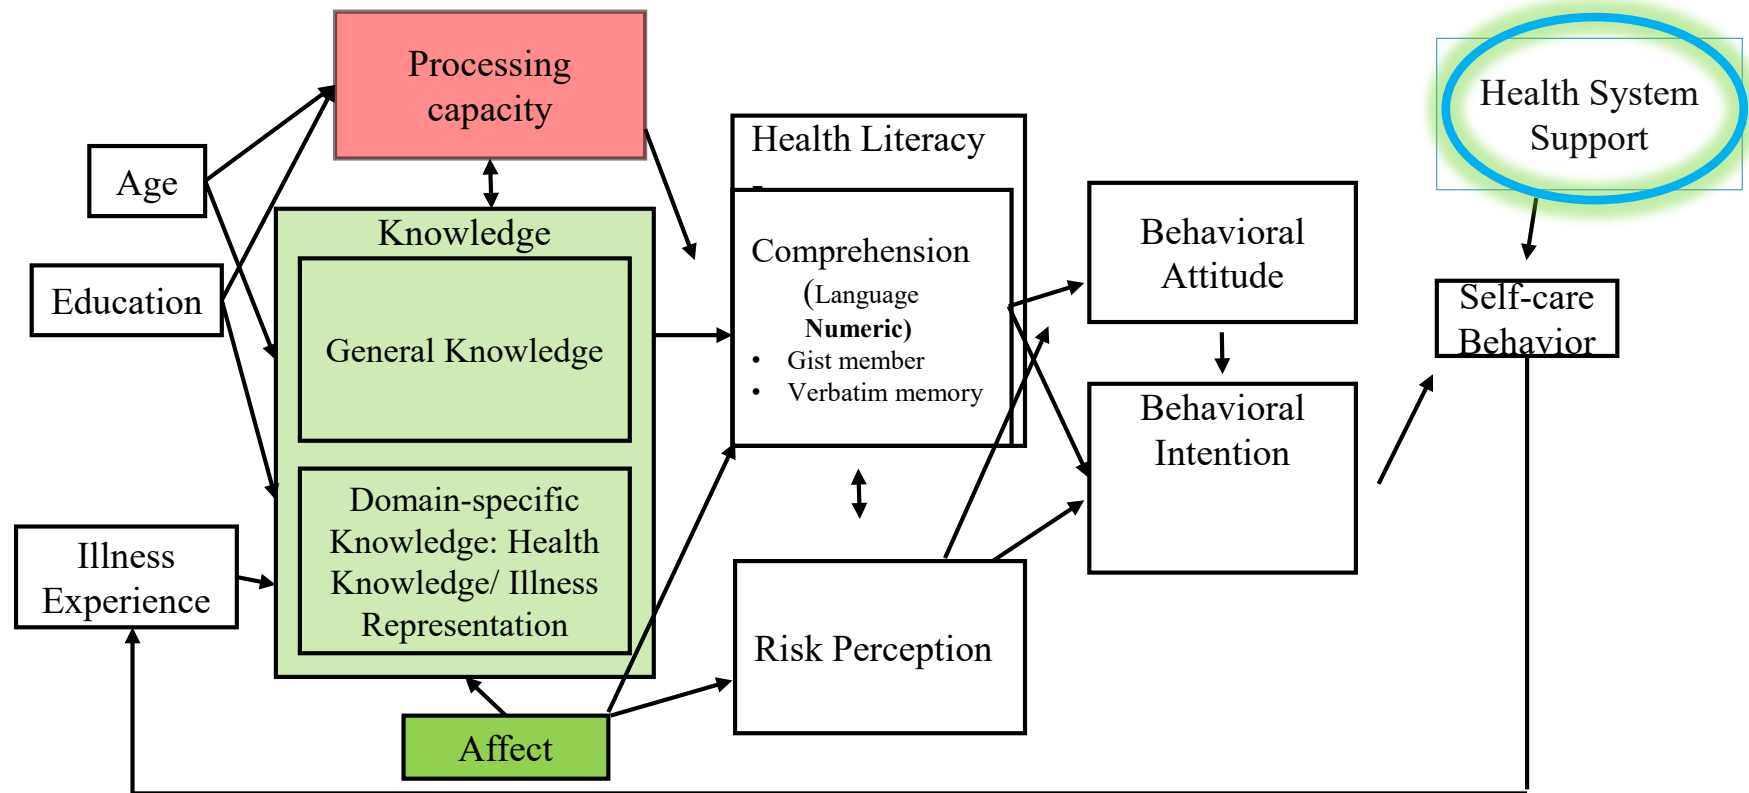 Processing
capacity
Health System
Support
Health Literacy
Age
Knowledge
Behavioral
Attitude
Comprehension
(Language
Numeric)
• Gist member
• Verbatim memory
Education
General Knowledge
Self-care
Behavior
Behavioral
Intention
Domain-specific
Knowledge: Health
Knowledge/ Illness
Representation
Illness
Experience
Risk Perception
Affect